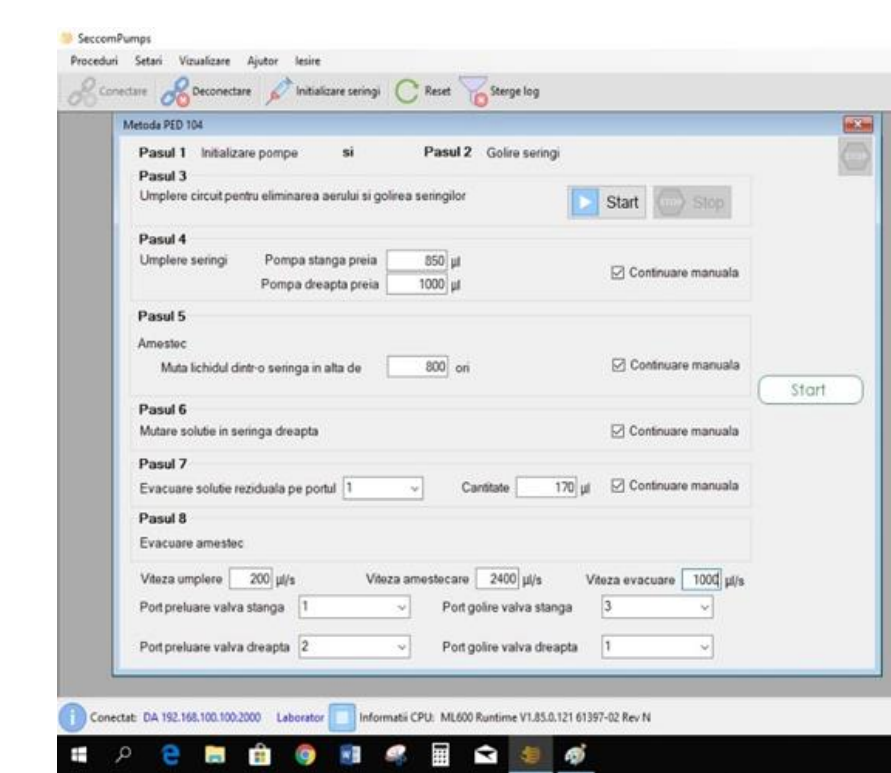 SeccomPumps
Proceduri Setari Vizualizare Ajutor Iesire
Conectare Deconectare Initializare seringi Reset Sterge log
Metoda PED 104
Pasul 1 Initializare pompe si Pasul 2 Golire seringi
Pasul 3
Umplere circuit pentru eliminarea aerului si golirea seringilor
Start STOP Stop
Pasul 4
Umplere seringi Pompa stanga preia 850 µl
Pompa dreapta preia 1000 µl
Continuare manuala
Pasul 5
Amestec
Muta lichidul dintr-o seringa in alta de 800 ori Continuare manuala
Start
Pasul 6
Mutare solutie in seringa dreapta Continuare manuala
Pasul 7
Evacuare solutie reziduala pe portul 1 Cantitate 170 µl Continuare manuala
Pasul 8
Evacuare amestec
Viteza umplere 200 µl/s Viteza amestecare 2400 µl/s Viteza evacuare 1000 µl/s
Port preluare valva stanga 1 Port golire valva stanga 3
Port preluare valva dreapta 2 Port golire valva dreapta 1
Conectat: DA 192.168.100.100:2000 Laborator Informatii CPU: ML600 Runtime V1.85.0.121 61397-02 Rev N